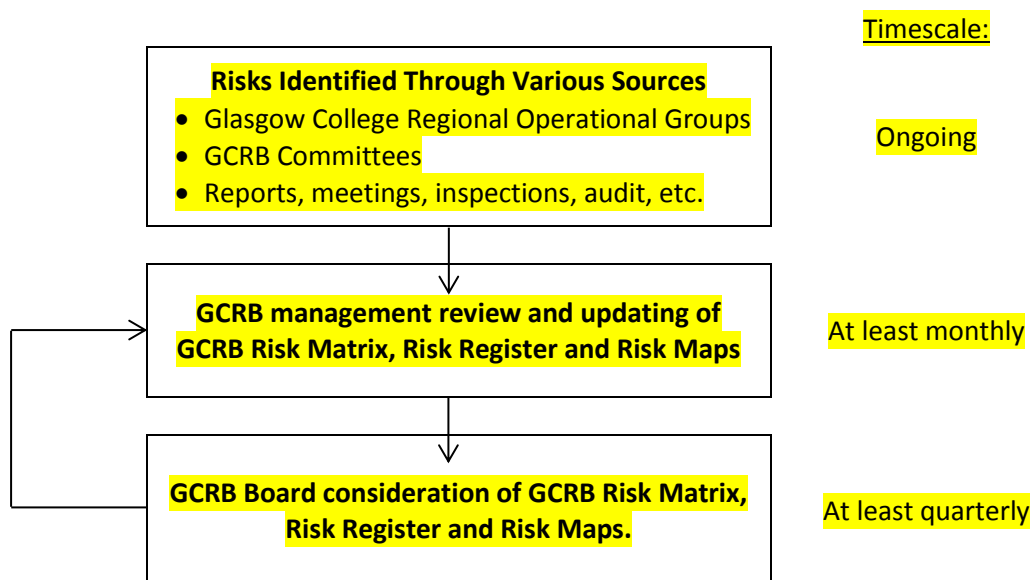 Timescale:
Risks Identified Through Various Sources
• Glasgow College Regional Operational Groups
• GCRB Committees
• Reports, meetings, inspections, audit, etc.
Ongoing
GCRB management review and updating of
GCRB Risk Matrix, Risk Register and Risk Maps
At least monthly
GCRB Board consideration of GCRB Risk Matrix,
Risk Register and Risk Maps.
At least quarterly